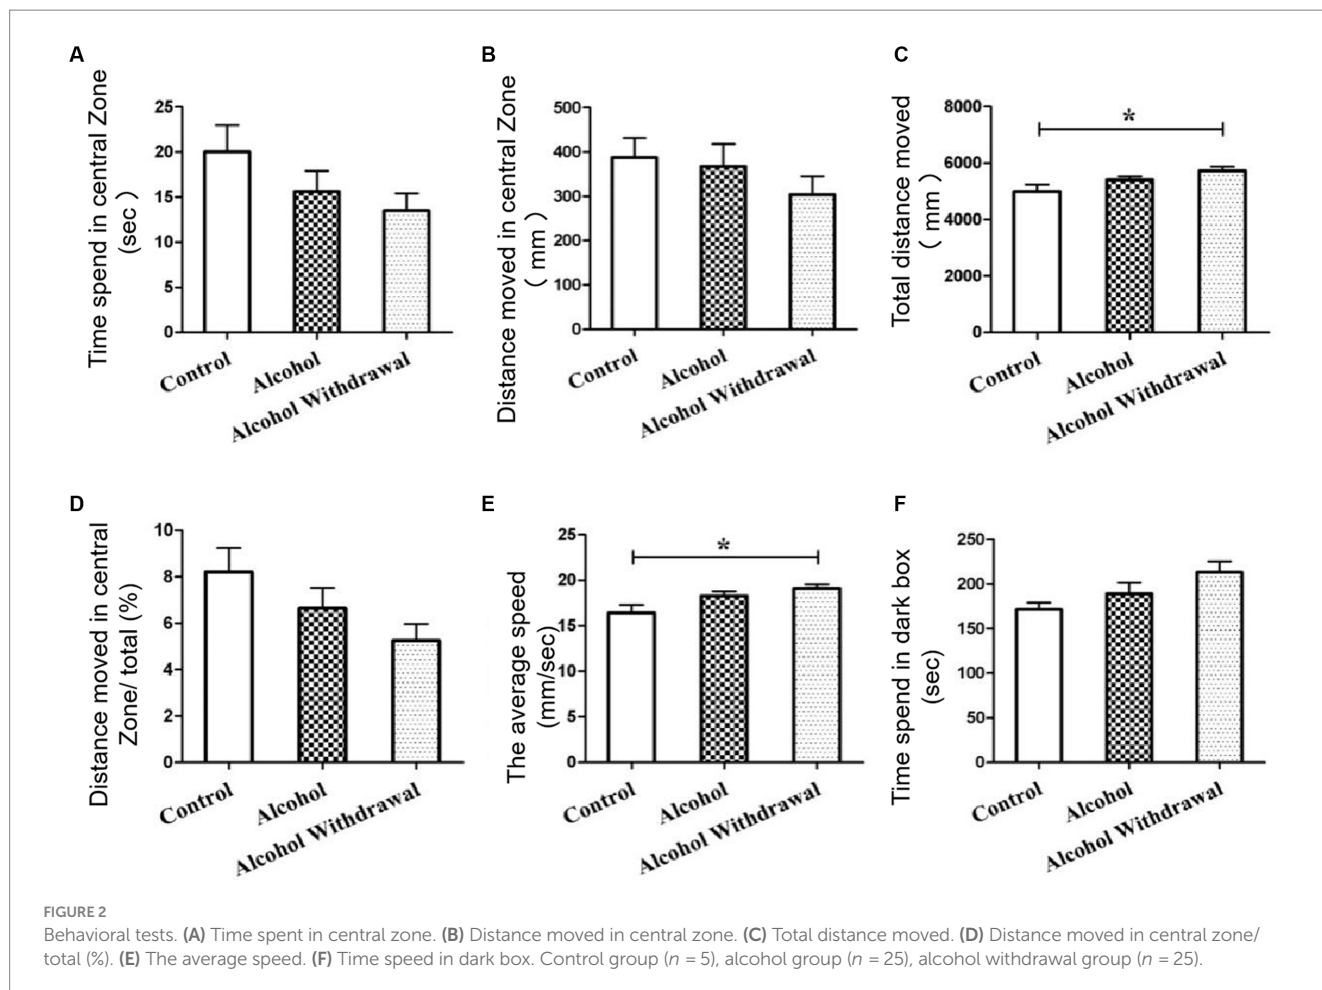 A
Time spend in central Zone
(sec )
25
20
15
10
5
0
Control
Alcohol
Alcohol Withdrawal
B
Distance moved in central Zone
( mm )
500
400
300
200
100
0
Control
Alcohol
Alcohol Withdrawal
C
Total distance moved
( mm )
8000
6000
4000
2000
0
*
Control
Alcohol
Alcohol Withdrawal
D
Distance moved in central
Zone/ total (%)
10
8
6
4
2
0
Control
Alcohol
Alcohol Withdrawal
E
The average speed
(mm/sec)
25
20
15
10
5
0
*
Control
Alcohol
Alcohol Withdrawal
F
Time spend in dark box
(sec)
250
200
150
100
50
0
Control
Alcohol
Alcohol Withdrawal
FIGURE 2
Behavioral tests. (A) Time spent in central zone. (B) Distance moved in central zone. (C) Total distance moved. (D) Distance moved in central zone/
total (%). (E) The average speed. (F) Time speed in dark box. Control group (n = 5), alcohol group (n = 25), alcohol withdrawal group (n = 25).